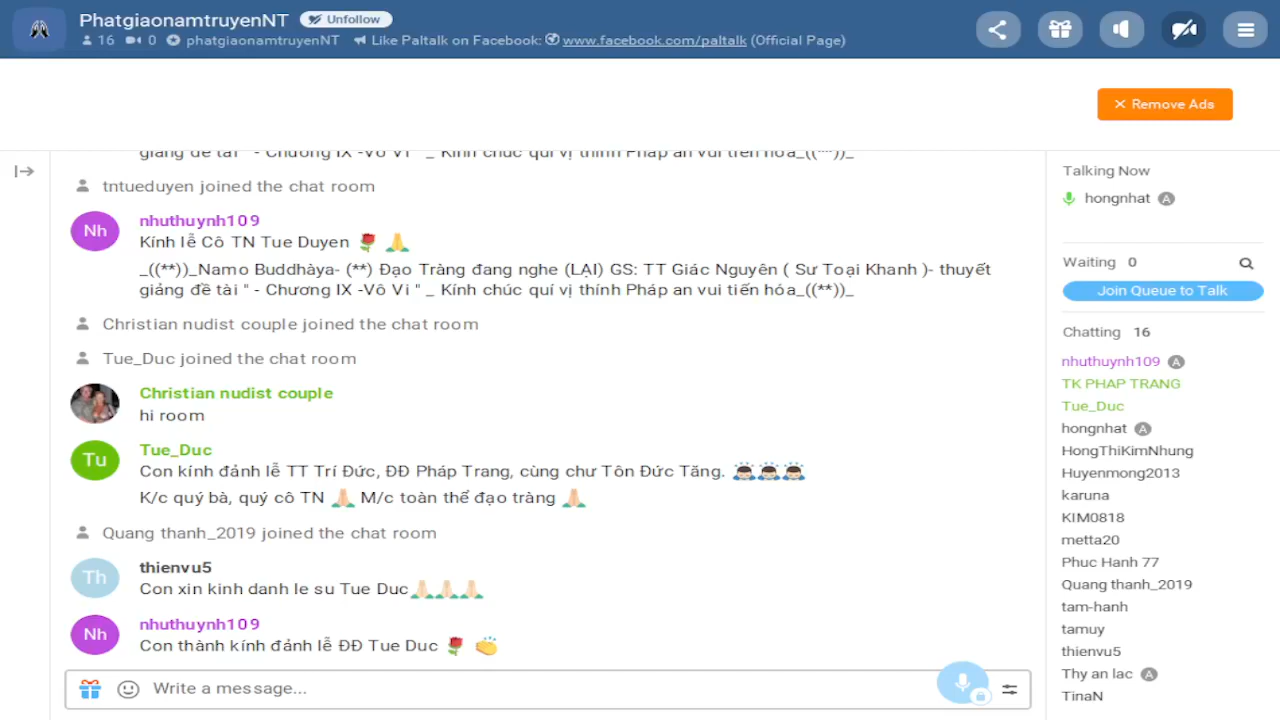 PhatgiaonamtruyenNT Unfollow
16 0 phatgiaonamtruyenNT Like Paltalk on Facebook: www.facebook.com/paltalk (Official Page)
Remove Ads
giảng đề tài " - Chương IX -Vô Vi " _ Kính chúc quí vị thính Pháp an vui tiến hóa_((**))_
tntueduyen joined the chat room
Nh
nhuthuynh109
Kính lễ Cô TN Tue Duyen 🌹 🙏
_((**))_Namo Buddhàya- (**) Đạo Tràng đang nghe (LẠI) GS: TT Giác Nguyên ( Sư Toại Khanh )- thuyết
giảng đề tài " - Chương IX -Vô Vi " _ Kính chúc quí vị thính Pháp an vui tiến hóa_((**))_
Christian nudist couple joined the chat room
Tue_Duc joined the chat room
Christian nudist couple
hi room
Tu
Tue_Duc
Con kính đảnh lễ TT Trí Đức, ĐĐ Pháp Trang, cùng chư Tôn Đức Tăng. 🙇🙇🙇
K/c quý bà, quý cô TN 🙏 M/c toàn thể đạo tràng 🙏
Quang thanh_2019 joined the chat room
Th
thienvu5
Con xin kinh danh le su Tue Duc🙏🙏🙏
Nh
nhuthuynh109
Con thành kính đảnh lễ ĐĐ Tue Duc 🌹 👏
Write a message...
Talking Now
hongnhat A
Waiting 0
Join Queue to Talk
Chatting 16
nhuthuynh109 A
TK PHAP TRANG
Tue_Duc
hongnhat A
HongThiKimNhung
Huyenmong2013
karuna
KIM0818
metta20
Phuc Hanh 77
Quang thanh_2019
tam-hanh
tamuy
thienvu5
Thy an lac A
TinaN